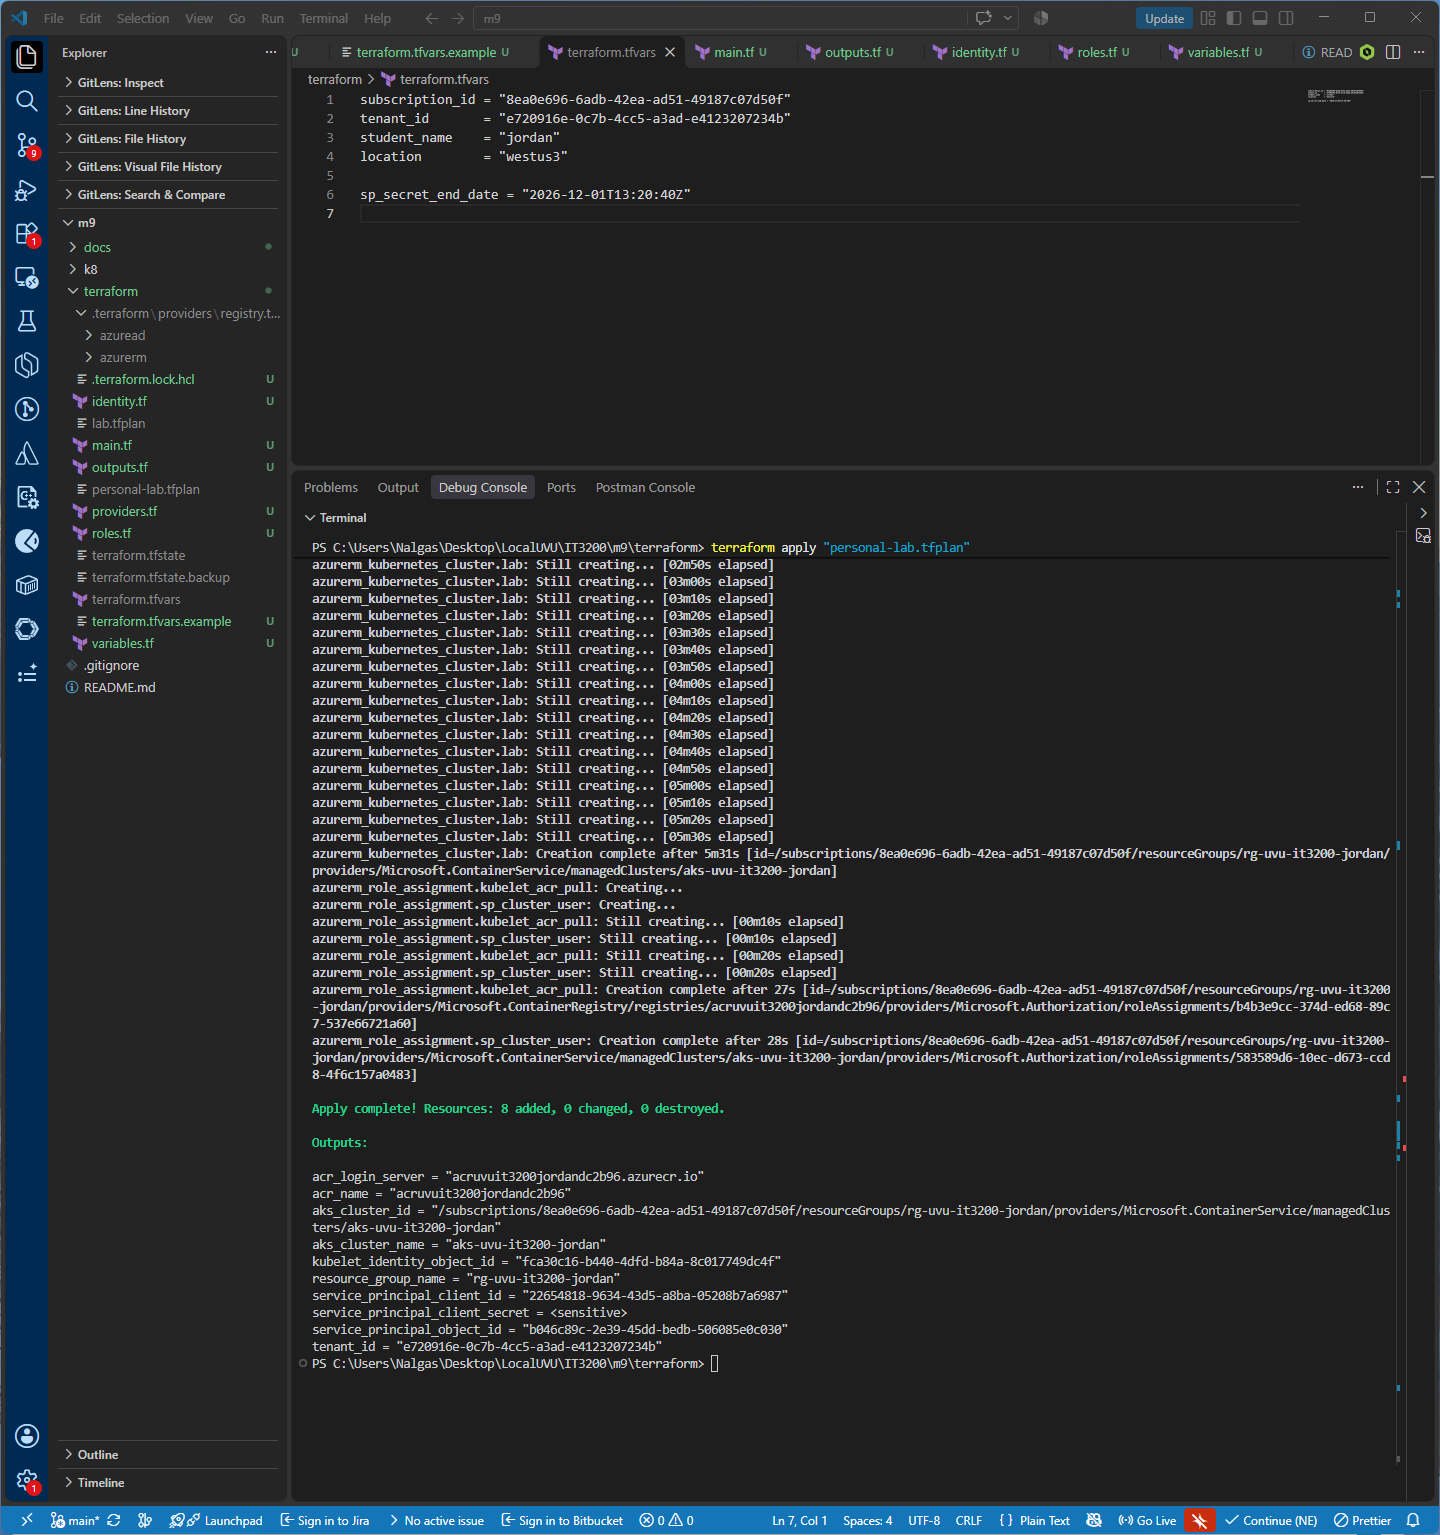 File Edit Selection View Go Run Terminal Help m9 Update
Explorer
GitLens: Inspect
GitLens: Line History
GitLens: File History
GitLens: Visual File History
GitLens: Search & Compare
m9
docs
k8
terraform
.terraform\providers\registry.t...
azuread
azurerm
.terraform.lock.hcl U
identity.tf U
lab.tfplan
main.tf U
outputs.tf U
personal-lab.tfplan
providers.tf U
roles.tf U
terraform.tfstate
terraform.tfstate.backup
terraform.tfvars
terraform.tfvars.example U
variables.tf U
.gitignore
README.md
Outline
Timeline
9
1
1
U terraform.tfvars.example U terraform.tfvars main.tf U outputs.tf U identity.tf U roles.tf U variables.tf U READ
terraform > terraform.tfvars
1 subscription_id = "8ea0e696-6adb-42ea-ad51-49187c07d50f"
2 tenant_id       = "e720916e-0c7b-4cc5-a3ad-e4123207234b"
3 student_name    = "jordan"
4 location        = "westus3"
5
6 sp_secret_end_date = "2026-12-01T13:20:40Z"
7
Problems Output Debug Console Ports Postman Console
Terminal
PS C:\Users\Nalgas\Desktop\LocalUVU\IT3200\m9\terraform> terraform apply "personal-lab.tfplan"
azurerm_kubernetes_cluster.lab: Still creating... [02m50s elapsed]
azurerm_kubernetes_cluster.lab: Still creating... [03m00s elapsed]
azurerm_kubernetes_cluster.lab: Still creating... [03m10s elapsed]
azurerm_kubernetes_cluster.lab: Still creating... [03m20s elapsed]
azurerm_kubernetes_cluster.lab: Still creating... [03m30s elapsed]
azurerm_kubernetes_cluster.lab: Still creating... [03m40s elapsed]
azurerm_kubernetes_cluster.lab: Still creating... [03m50s elapsed]
azurerm_kubernetes_cluster.lab: Still creating... [04m00s elapsed]
azurerm_kubernetes_cluster.lab: Still creating... [04m10s elapsed]
azurerm_kubernetes_cluster.lab: Still creating... [04m20s elapsed]
azurerm_kubernetes_cluster.lab: Still creating... [04m30s elapsed]
azurerm_kubernetes_cluster.lab: Still creating... [04m40s elapsed]
azurerm_kubernetes_cluster.lab: Still creating... [04m50s elapsed]
azurerm_kubernetes_cluster.lab: Still creating... [05m00s elapsed]
azurerm_kubernetes_cluster.lab: Still creating... [05m10s elapsed]
azurerm_kubernetes_cluster.lab: Still creating... [05m20s elapsed]
azurerm_kubernetes_cluster.lab: Still creating... [05m30s elapsed]
azurerm_kubernetes_cluster.lab: Creation complete after 5m31s [id=/subscriptions/8ea0e696-6adb-42ea-ad51-49187c07d50f/resourceGroups/rg-uvu-it3200-jordan/
providers/Microsoft.ContainerService/managedClusters/aks-uvu-it3200-jordan]
azurerm_role_assignment.kubelet_acr_pull: Creating...
azurerm_role_assignment.sp_cluster_user: Creating...
azurerm_role_assignment.kubelet_acr_pull: Still creating... [00m10s elapsed]
azurerm_role_assignment.sp_cluster_user: Still creating... [00m10s elapsed]
azurerm_role_assignment.kubelet_acr_pull: Still creating... [00m20s elapsed]
azurerm_role_assignment.sp_cluster_user: Still creating... [00m20s elapsed]
azurerm_role_assignment.kubelet_acr_pull: Creation complete after 27s [id=/subscriptions/8ea0e696-6adb-42ea-ad51-49187c07d50f/resourceGroups/rg-uvu-it3200
-jordan/providers/Microsoft.ContainerRegistry/registries/acruvuit3200jordandc2b96/providers/Microsoft.Authorization/roleAssignments/b4b3e9cc-374d-ed68-89c
7-537e66721a60]
azurerm_role_assignment.sp_cluster_user: Creation complete after 28s [id=/subscriptions/8ea0e696-6adb-42ea-ad51-49187c07d50f/resourceGroups/rg-uvu-it3200-
jordan/providers/Microsoft.ContainerService/managedClusters/aks-uvu-it3200-jordan/providers/Microsoft.Authorization/roleAssignments/583589d6-10ec-d673-ccd
8-4f6c157a0483]
Apply complete! Resources: 8 added, 0 changed, 0 destroyed.
Outputs:
acr_login_server = "acruvuit3200jordandc2b96.azurecr.io"
acr_name = "acruvuit3200jordandc2b96"
aks_cluster_id = "/subscriptions/8ea0e696-6adb-42ea-ad51-49187c07d50f/resourceGroups/rg-uvu-it3200-jordan/providers/Microsoft.ContainerService/managedClus
ters/aks-uvu-it3200-jordan"
aks_cluster_name = "aks-uvu-it3200-jordan"
kubelet_identity_object_id = "fca30c16-b440-4dfd-b84a-8c017749dc4f"
resource_group_name = "rg-uvu-it3200-jordan"
service_principal_client_id = "22654818-9634-43d5-a8ba-05208b7a6987"
service_principal_client_secret = <sensitive>
service_principal_object_id = "b046c89c-2e39-45dd-bedb-506085e0c030"
tenant_id = "e720916e-0c7b-4cc5-a3ad-e4123207234b"
PS C:\Users\Nalgas\Desktop\LocalUVU\IT3200\m9\terraform>
main* Launchpad Sign in to Jira No active issue Sign in to Bitbucket 0 0 Ln 7, Col 1 Spaces: 4 UTF-8 CRLF { } Plain Text Go Live Continue (NE) Prettier